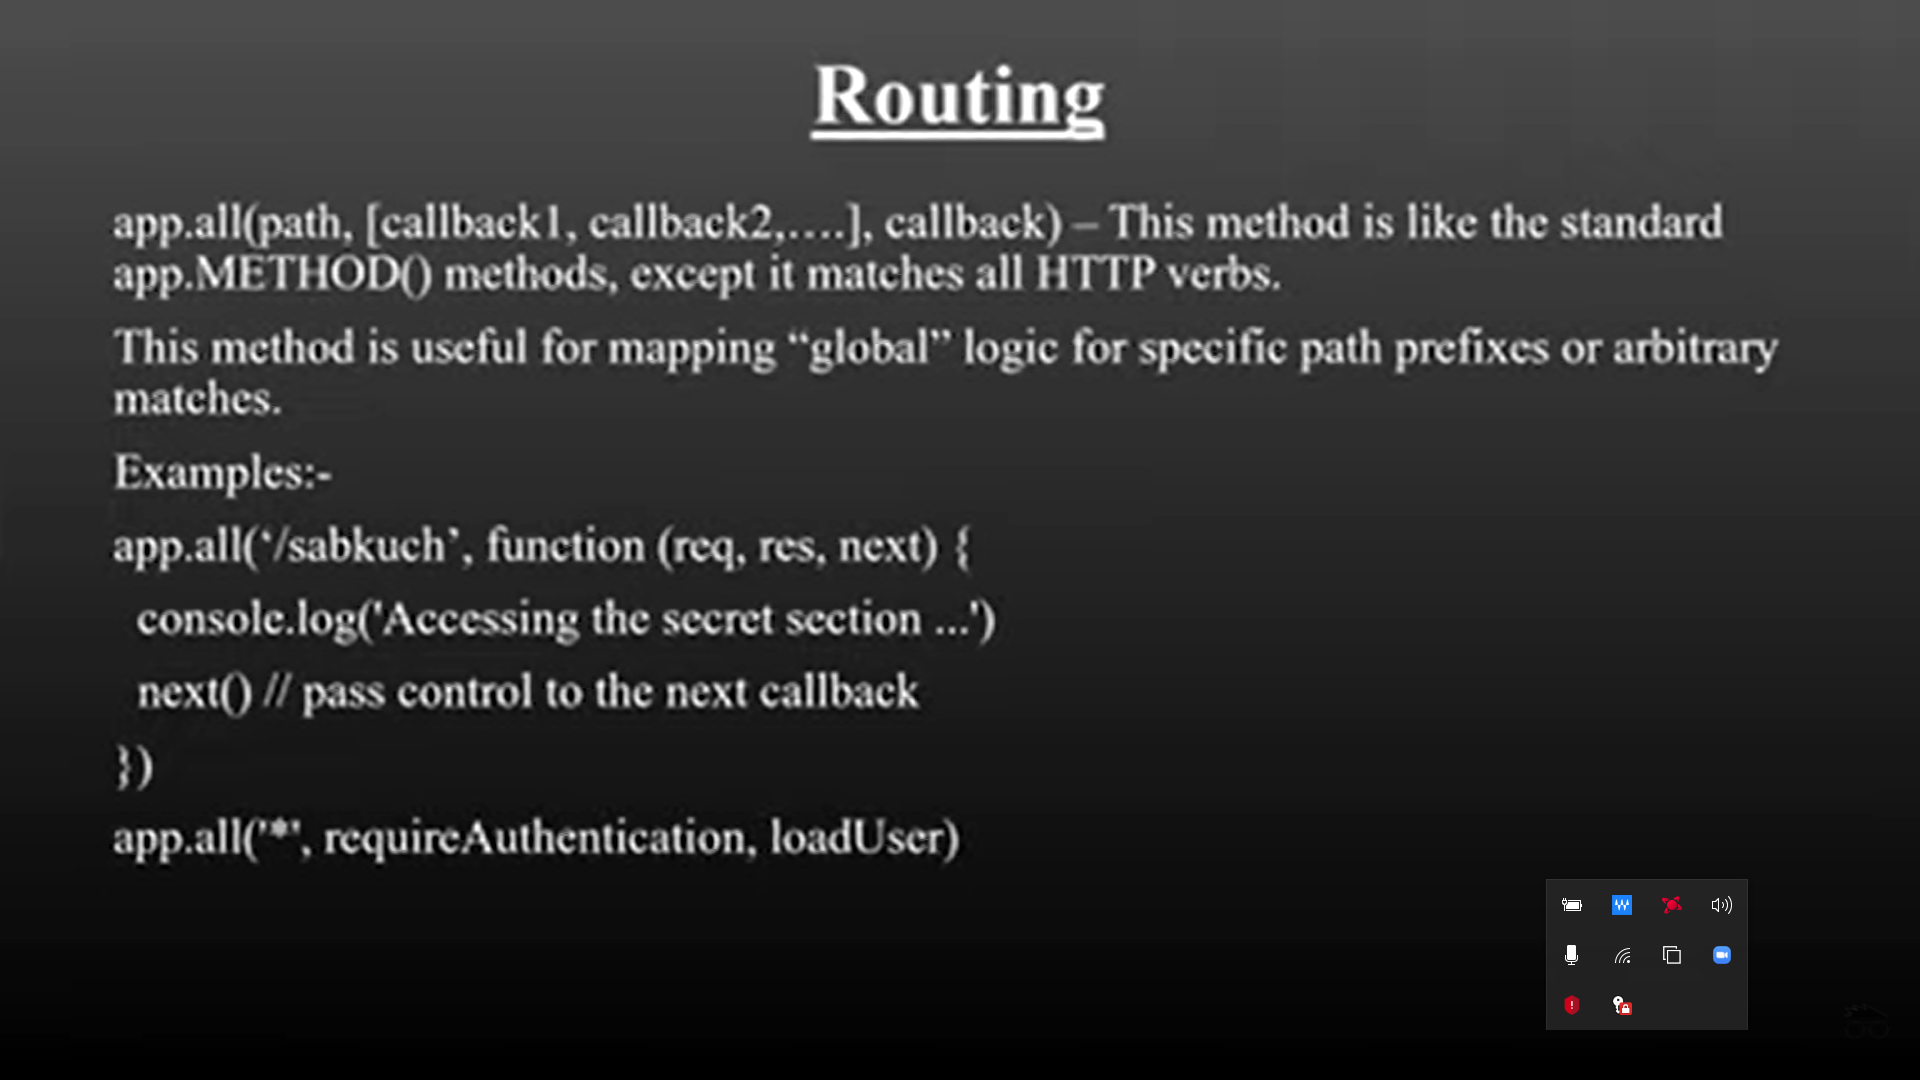 Routing
app.all(path, [callback1, callback2,….], callback) – This method is like the standard
app.METHOD() methods, except it matches all HTTP verbs.
This method is useful for mapping “global” logic for specific path prefixes or arbitrary
matches.
Examples:-
app.all(‘/sabkuch’, function (req, res, next) {
console.log('Accessing the secret section ...')
next() // pass control to the next callback
})
app.all('*', requireAuthentication, loadUser)